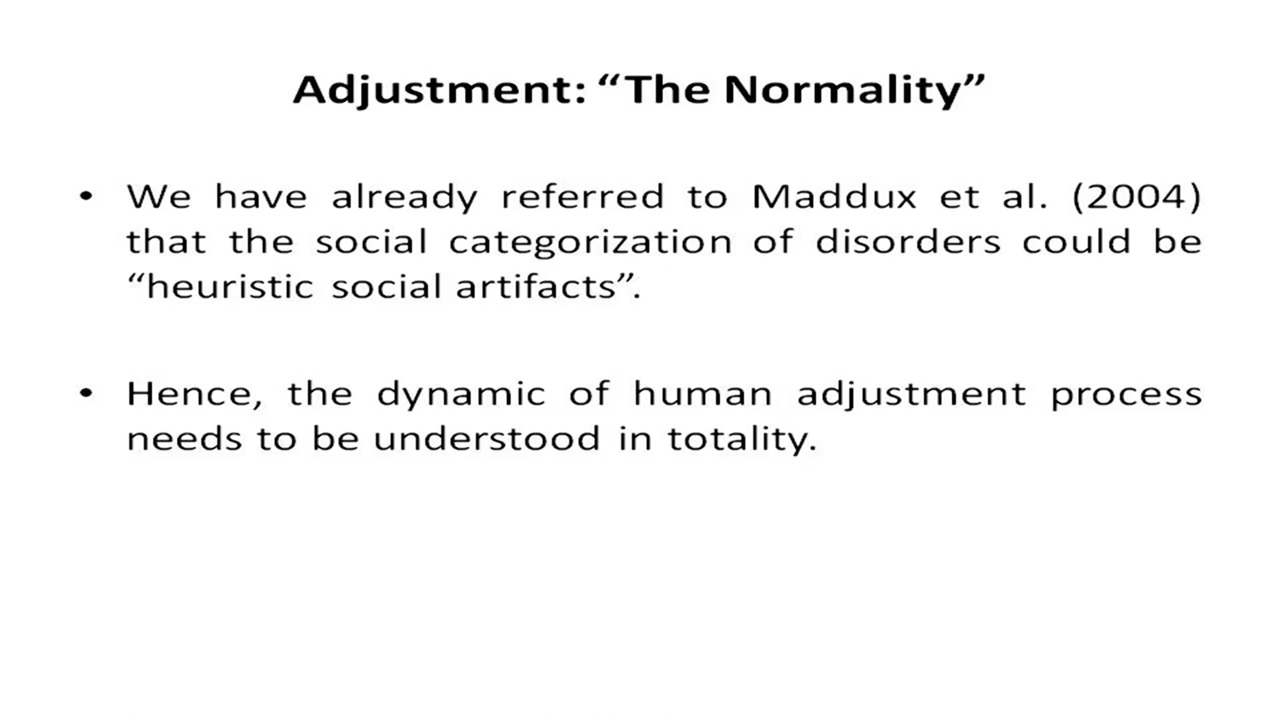 Adjustment: “The Normality”
• We have already referred to Maddux et al. (2004)
that the social categorization of disorders could be
“heuristic social artifacts”.
• Hence, the dynamic of human adjustment process
needs to be understood in totality.